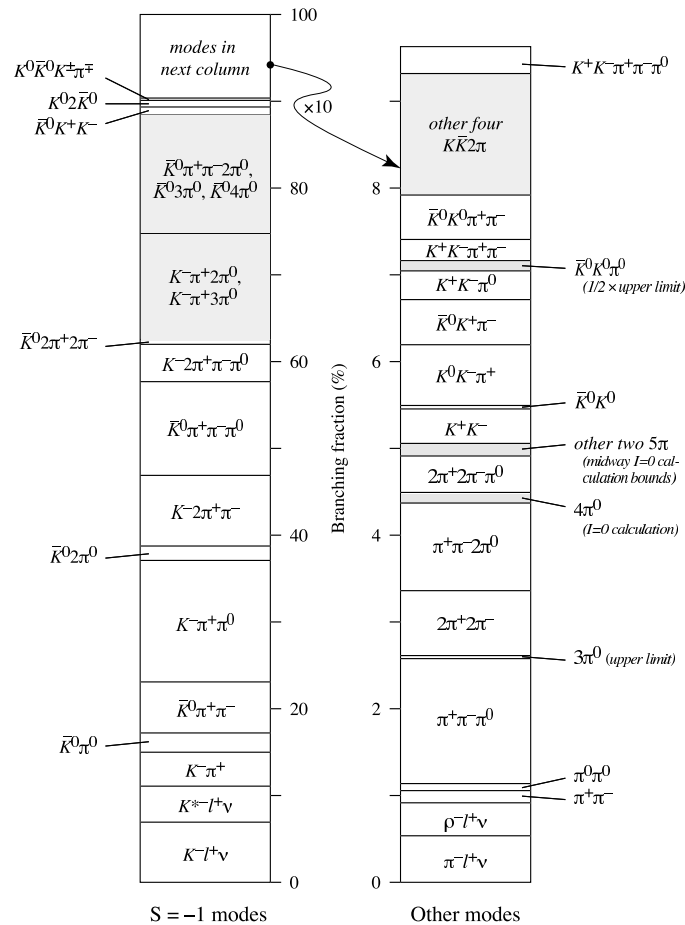 100
80
60
40
20
0
modes in
next column
×10
K⁰K̅⁰K±π∓
K⁰2K̅⁰
K̅⁰K⁺K⁻
K̅⁰π⁺π⁻2π⁰,
K̅⁰3π⁰, K̅⁰4π⁰
K⁻π⁺2π⁰,
K⁻π⁺3π⁰
K̅⁰2π⁺2π⁻
K⁻2π⁺π⁻π⁰
K̅⁰π⁺π⁻π⁰
K⁻2π⁺π⁻
K̅⁰2π⁰
K⁻π⁺π⁰
K̅⁰π⁺π⁻
K̅⁰π⁰
K⁻π⁺
K*⁻l⁺ν
K⁻l⁺ν
S = −1 modes
Branching fraction (%)
8
6
4
2
0
K⁺K⁻π⁺π⁻π⁰
other four
KK̅2π
K̅⁰K⁰π⁺π⁻
K⁺K⁻π⁺π⁻
K̅⁰K⁰π⁰
(1/2 × upper limit)
K⁺K⁻π⁰
K̅⁰K⁺π⁻
K⁰K⁻π⁺
K̅⁰K⁰
K⁺K⁻
other two 5π
(midway I=0 cal-
culation bounds)
2π⁺2π⁻π⁰
4π⁰
(I=0 calculation)
π⁺π⁻2π⁰
2π⁺2π⁻
3π⁰ (upper limit)
π⁺π⁻π⁰
π⁰π⁰
π⁺π⁻
ρ⁻l⁺ν
π⁻l⁺ν
Other modes